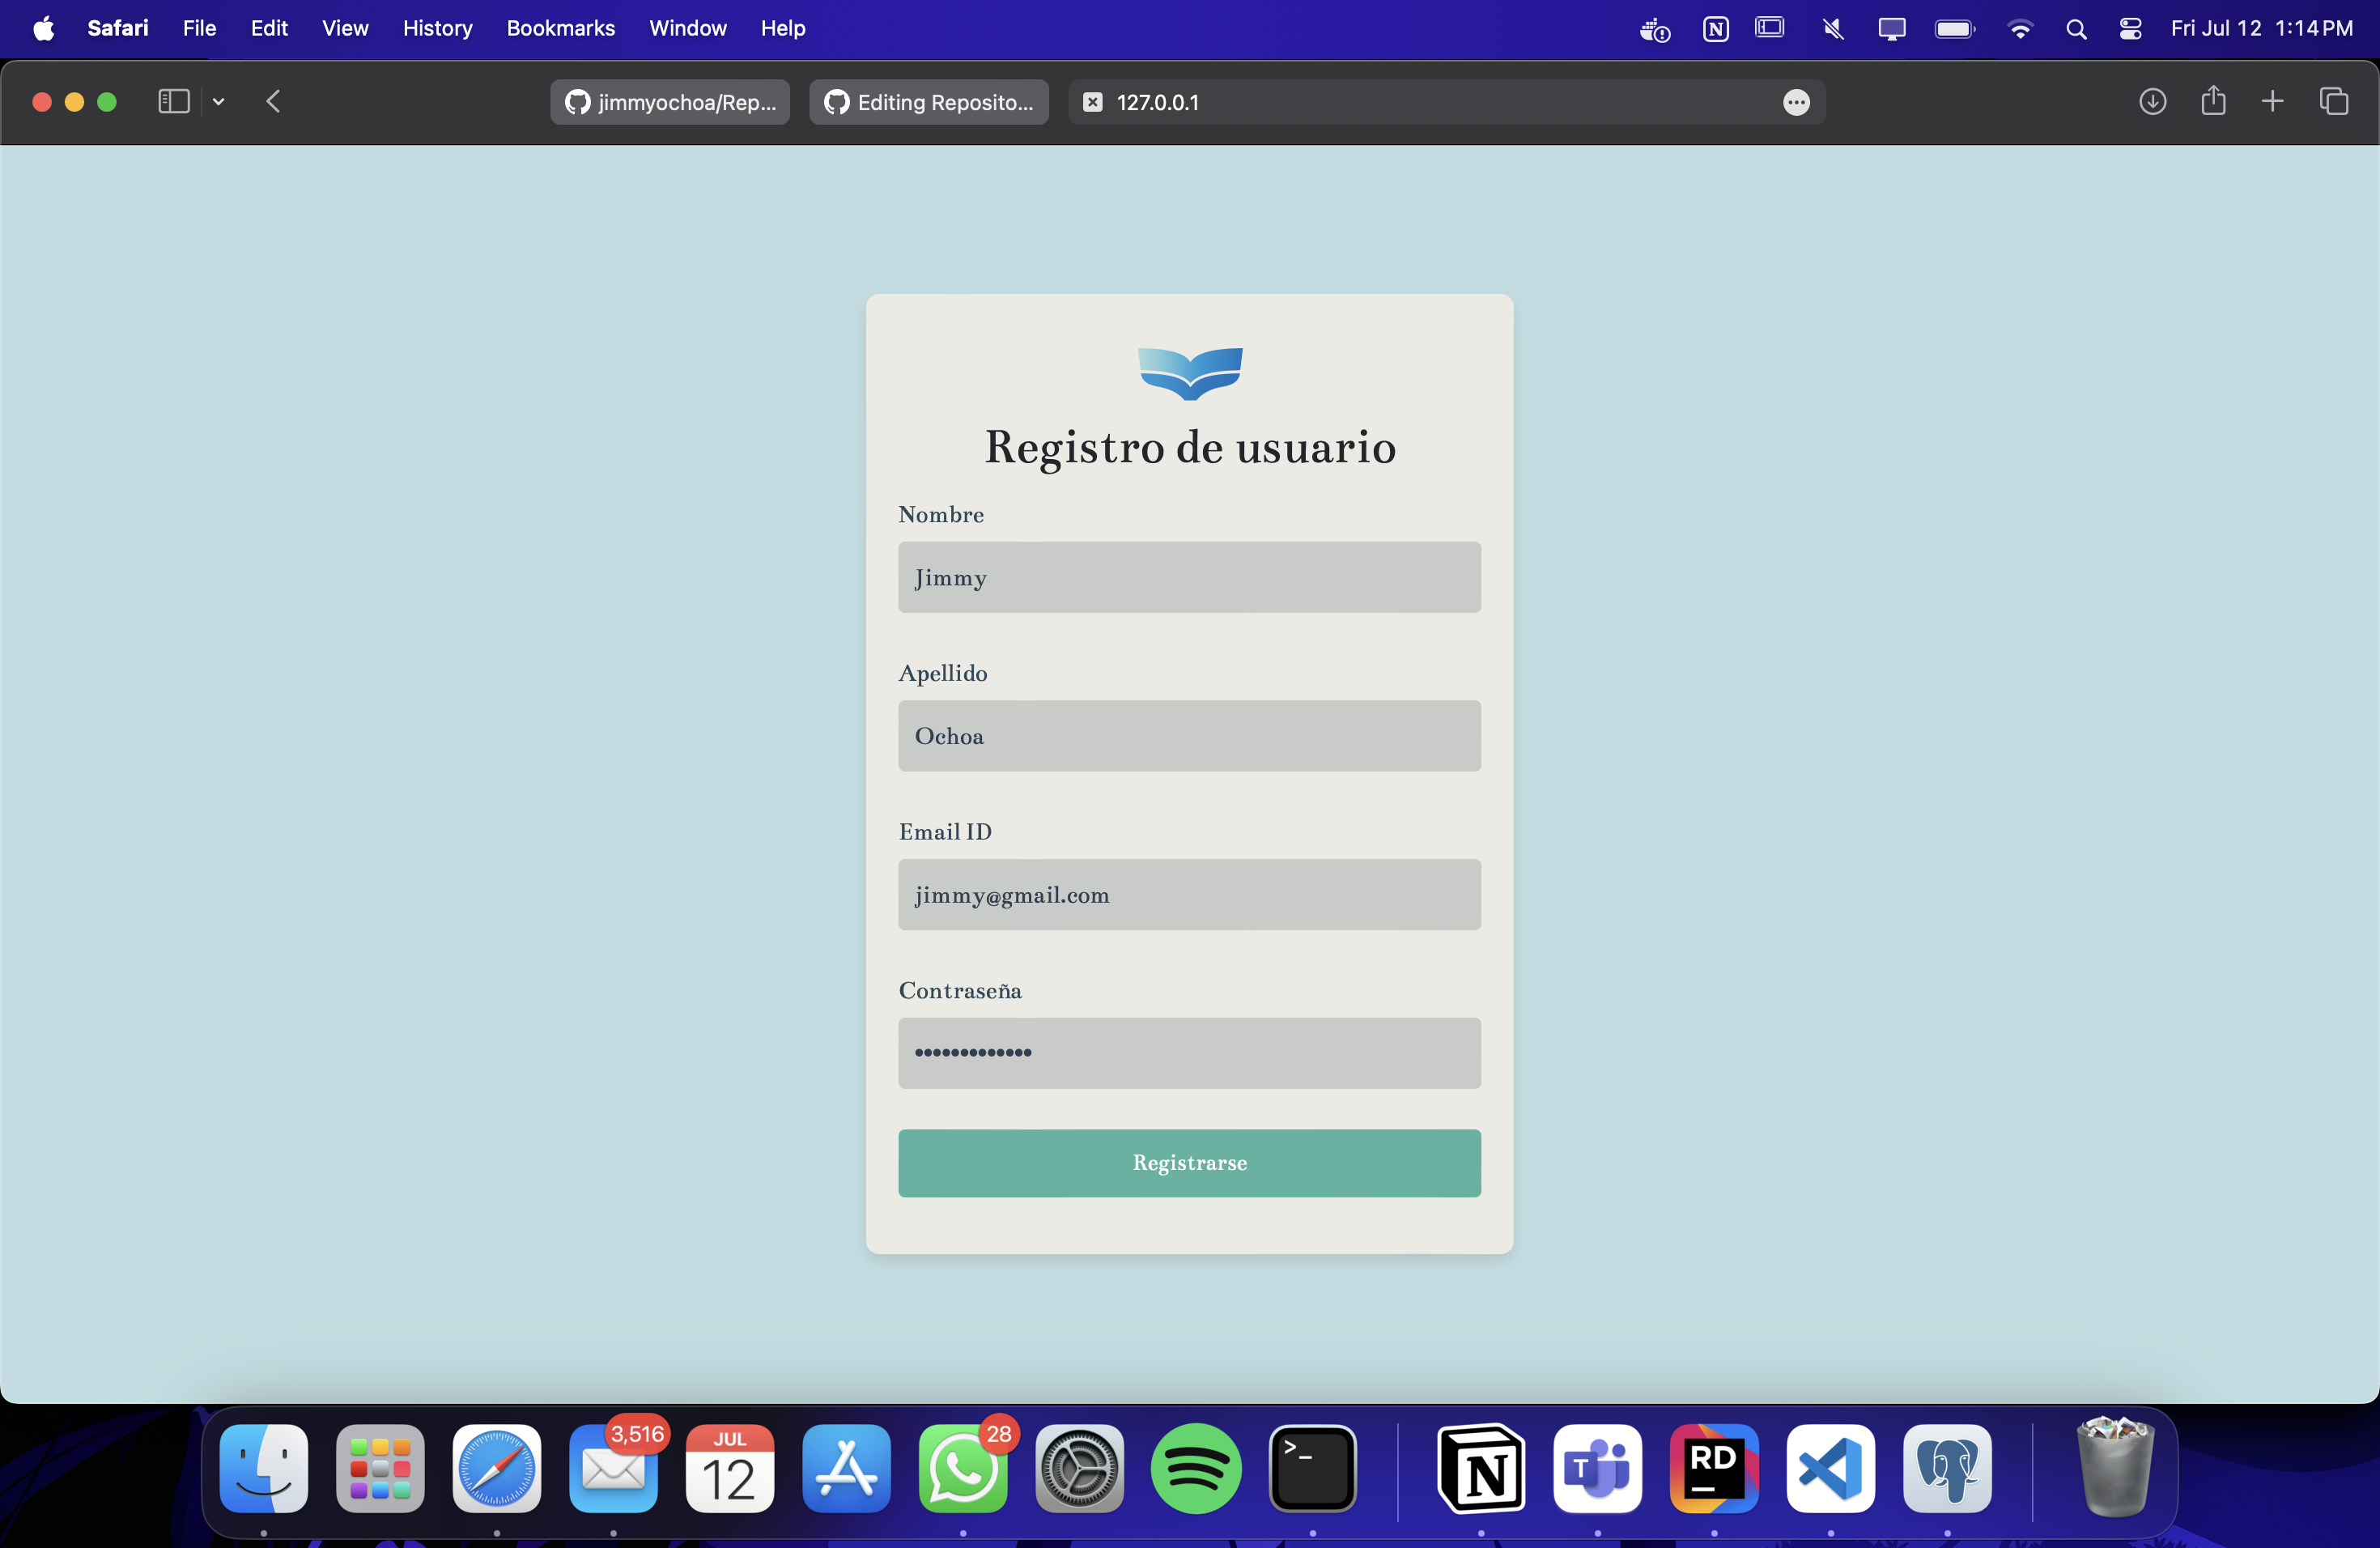 Safari File Edit View History Bookmarks Window Help N Fri Jul 12 1:14 PM
jimmyochoa/Rep... Editing Reposito... 127.0.0.1
Registro de usuario
Nombre
Jimmy
Apellido
Ochoa
Email ID
jimmy@gmail.com
Contraseña
•••••••••••••
Registrarse
3,516 JUL 28
12 >_ N T RD